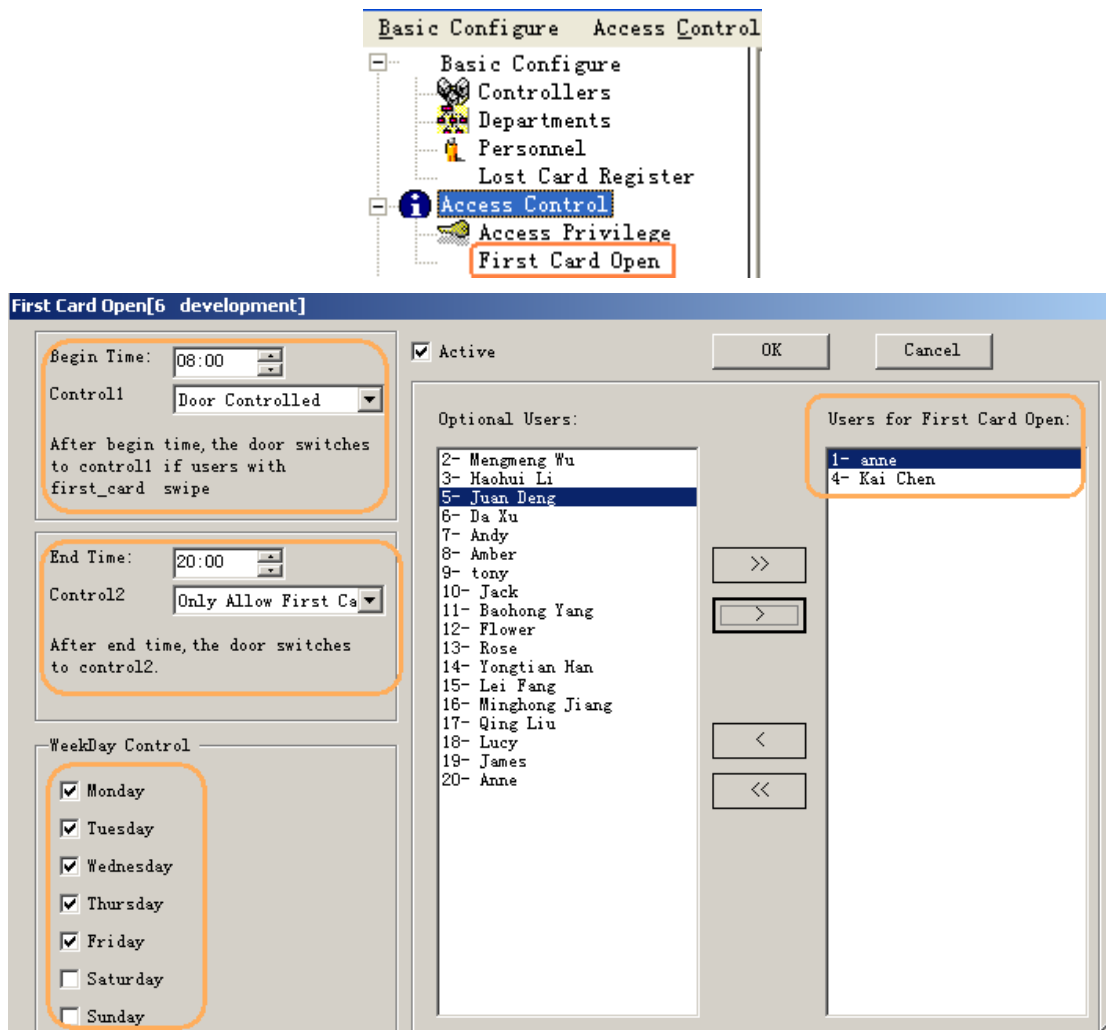 Basic Configure Access Control
Basic Configure
Controllers
Departments
Personnel
Lost Card Register
Access Control
Access Privilege
First Card Open
First Card Open[6 development]
Begin Time: 08:00
Control1 Door Controlled
After begin time, the door switches
to control1 if users with
first_card swipe
End Time: 20:00
Control2 Only Allow First Ca
After end time, the door switches
to control2.
WeekDay Control
Monday
Tuesday
Wednesday
Thursday
Friday
Saturday
Sunday
Active
OK
Cancel
Optional Users:
2- Mengmeng Wu
3- Haohui Li
5- Juan Deng
6- Da Xu
7- Andy
8- Amber
9- tony
10- Jack
11- Baohong Yang
12- Flower
13- Rose
14- Yongtian Han
15- Lei Fang
16- Minghong Jiang
17- Qing Liu
18- Lucy
19- James
20- Anne
>>
>
<
<<
Users for First Card Open:
1- anne
4- Kai Chen